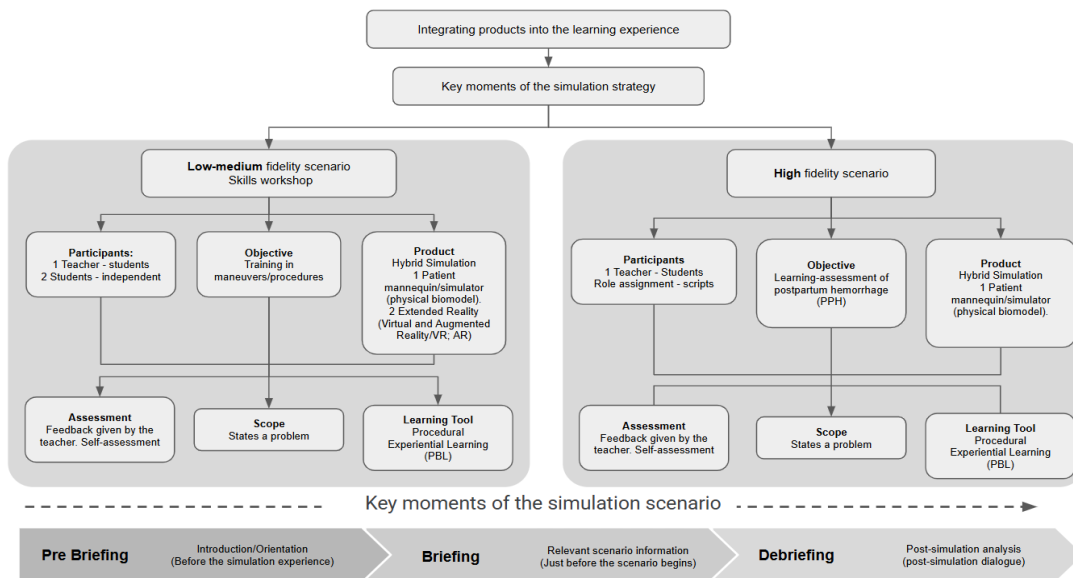 Integrating products into the learning experience
Key moments of the simulation strategy
Low-medium fidelity scenario
Skills workshop
Participants:
1 Teacher - students
2 Students - independent
Objective
Training in
maneuvers/procedures
Product
Hybrid Simulation
1 Patient
mannequin/simulator
(physical biomodel).
2 Extended Reality
(Virtual and Augmented
Reality/VR; AR)
Assessment
Feedback given by the
teacher. Self-assessment
Scope
States a problem
Learning Tool
Procedural
Experiential Learning
(PBL)
High fidelity scenario
Participants
1 Teacher - Students
Role assignment - scripts
Objective
Learning-assessment of
postpartum hemorrhage
(PPH)
Product
Hybrid Simulation
1 Patient
mannequin/simulator
(physical biomodel).
Assessment
Feedback given by the
teacher. Self-assessment
Scope
States a problem
Learning Tool
Procedural
Experiential Learning
(PBL)
Key moments of the simulation scenario
Pre Briefing
Introduction/Orientation
(Before the simulation experience)
Briefing
Relevant scenario information
(Just before the scenario begins)
Debriefing
Post-simulation analysis
(post-simulation dialogue)